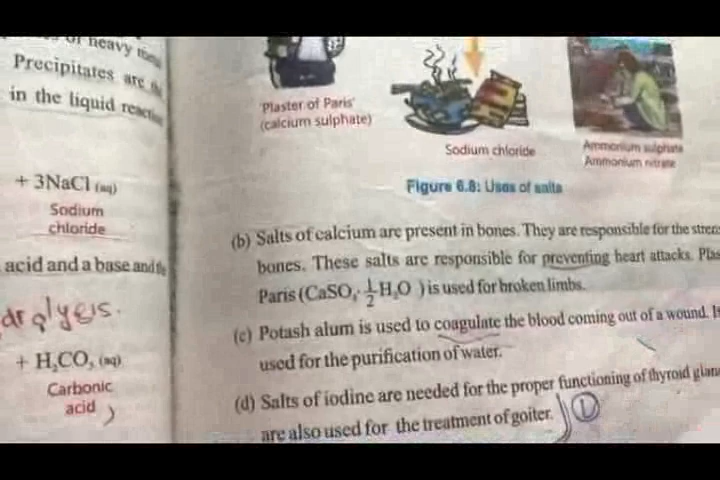 of heavy
Precipitates are
in the liquid
+ 3NaCl (aq)
Sodium
chloride
acid and a base and
+ H₂CO₃ (aq)
Carbonic
acid
'Plaster of Paris'
(calcium sulphate)
Sodium chloride
Ammonium sulphate
Ammonium nitrate
Figure 6.8: Uses of salts
(b) Salts of calcium are present in bones. They are responsible for the
bones. These salts are responsible for preventing heart attacks.
Paris (CaSO₄. 1/2 H₂O ) is used for broken limbs.
(c) Potash alum is used to coagulate the blood coming out of a wound.
used for the purification of water.
(d) Salts of iodine are needed for the proper functioning of thyroid
are also used for the treatment of goiter. 1